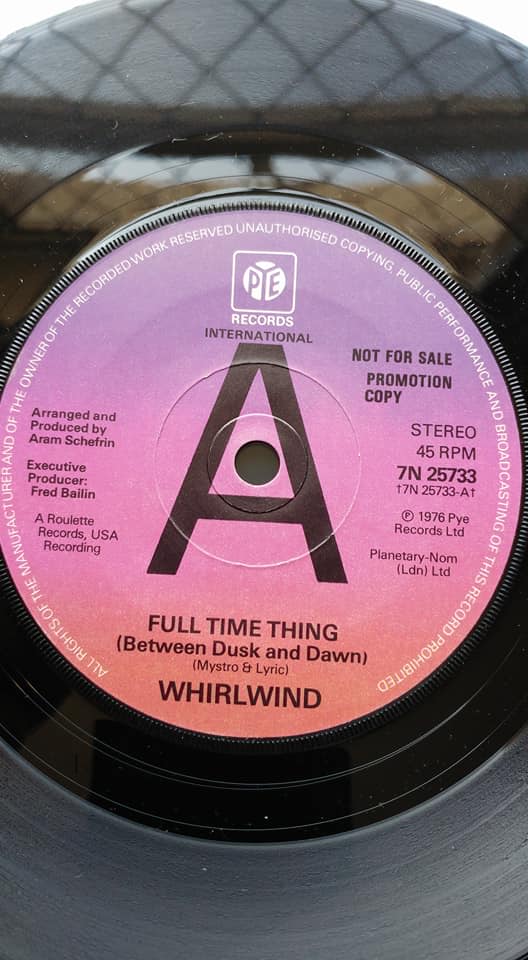 ALL RIGHTS OF THE MANUFACTURER AND OF THE OWNER OF THE RECORDED WORK RESERVED UNAUTHORISED COPYING, PUBLIC PERFORMANCE AND BROADCASTING OF THIS RECORD PROHIBITED
PYE
RECORDS
INTERNATIONAL
A
NOT FOR SALE
PROMOTION
COPY
Arranged and
Produced by
Aram Schefrin
Executive
Producer:
Fred Bailin
A Roulette
Records, USA
Recording
STEREO
45 RPM
7N 25733
†7N 25733-A†
Ⓟ 1976 Pye
Records Ltd
Planetary-Nom
(Ldn) Ltd
FULL TIME THING
(Between Dusk and Dawn)
(Mystro & Lyric)
WHIRLWIND